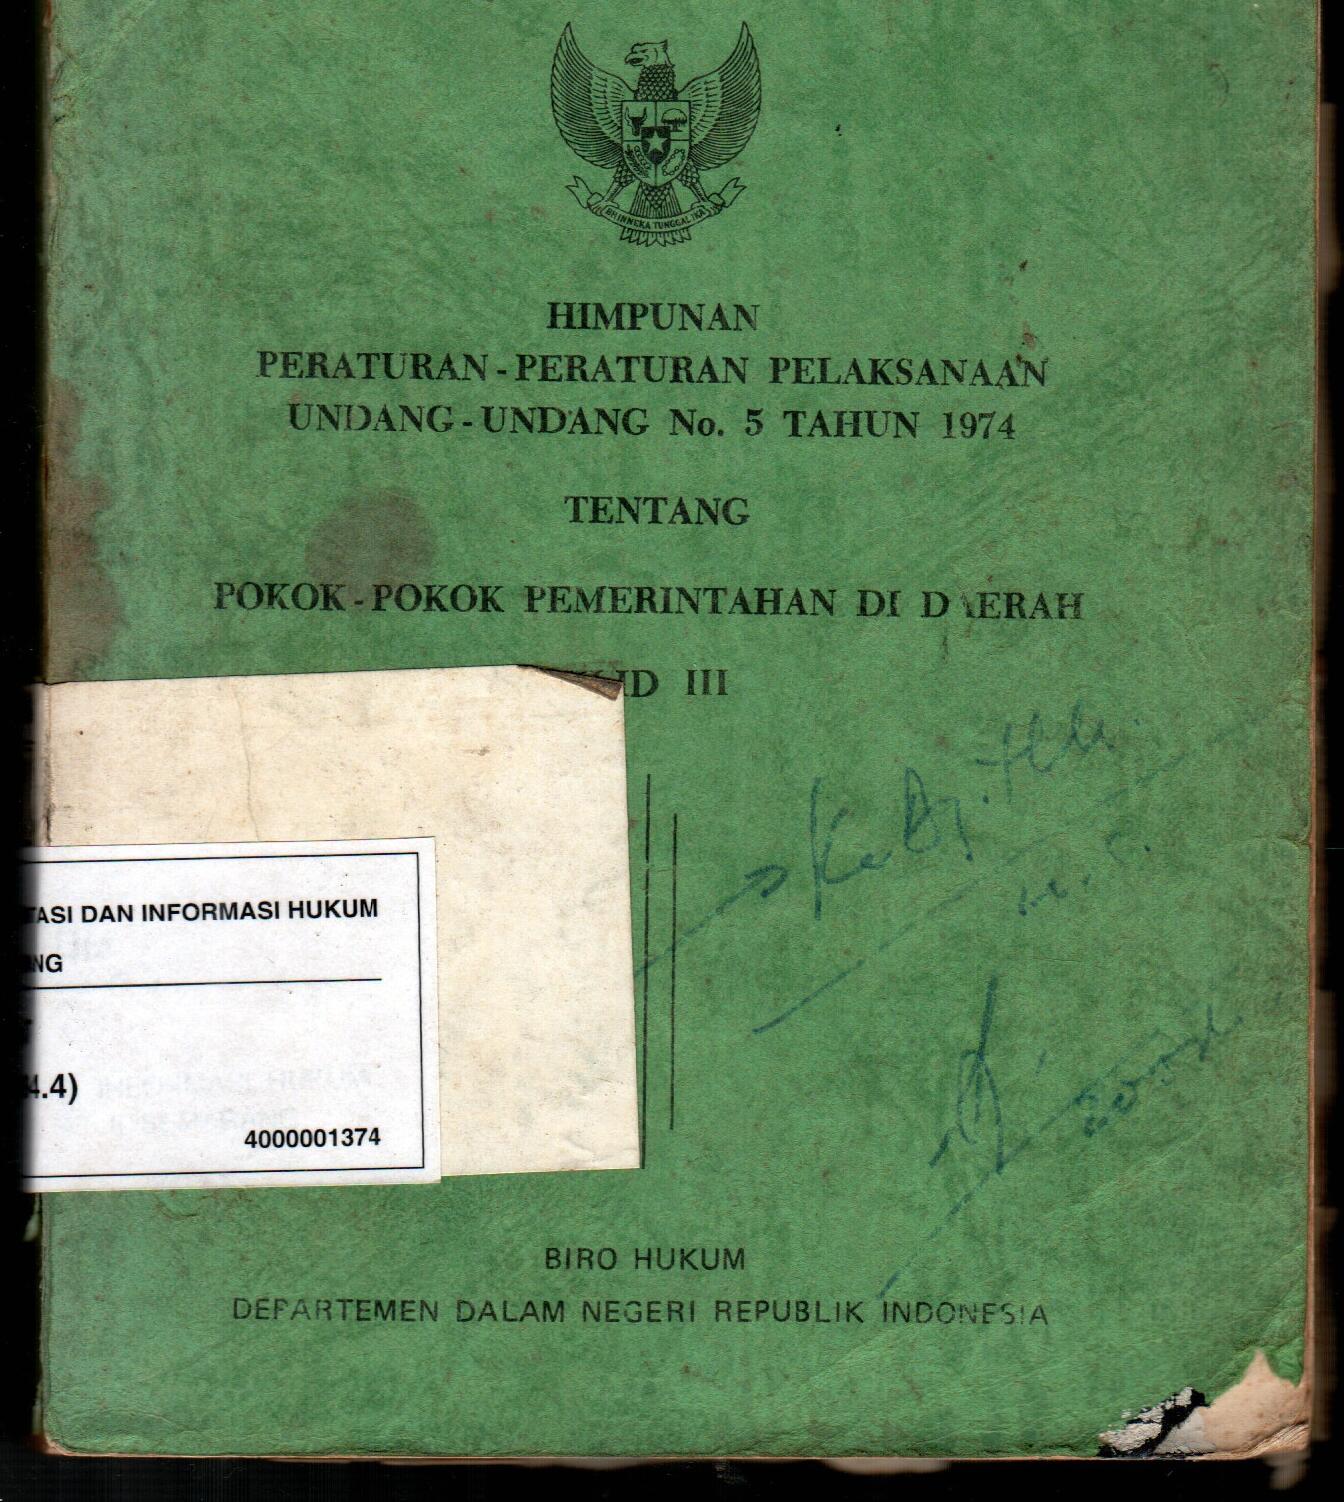 BHINNEKA TUNGGAL IKA
HIMPUNAN
PERATURAN-PERATURAN PELAKSANAAN
UNDANG-UNDANG No. 5 TAHUN 1974
TENTANG
POKOK-POKOK PEMERINTAHAN DI DAERAH
ID III
TASI DAN INFORMASI HUKUM
NG
4.4)
4000001374
BIRO HUKUM
DEPARTEMEN DALAM NEGERI REPUBLIK INDONESIA